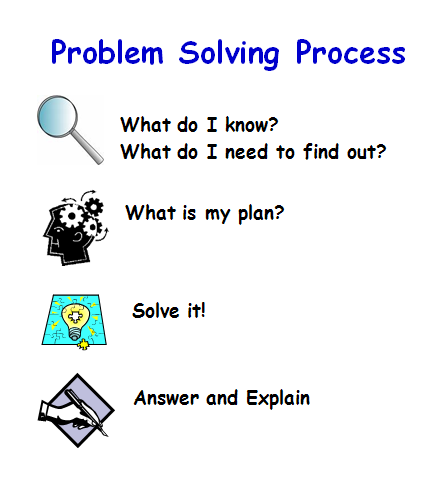 Problem Solving Process
What do I know?
What do I need to find out?
What is my plan?
Solve it!
Answer and Explain